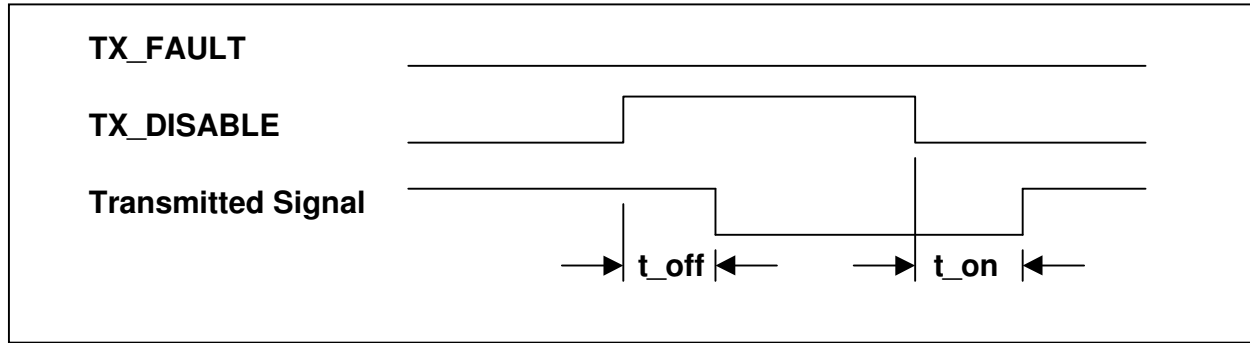 TX_FAULT
TX_DISABLE
Transmitted Signal
t_off
t_on